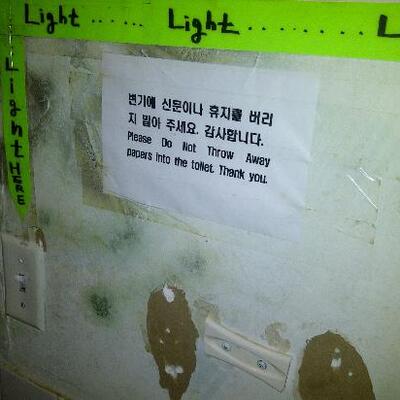 Light ...... Light .......... L
Light HERE
변기에 신문이나 휴지를 버리
지 말아 주세요. 감사합니다.
Please Do Not Throw Away
papers into the toilet. Thank you.